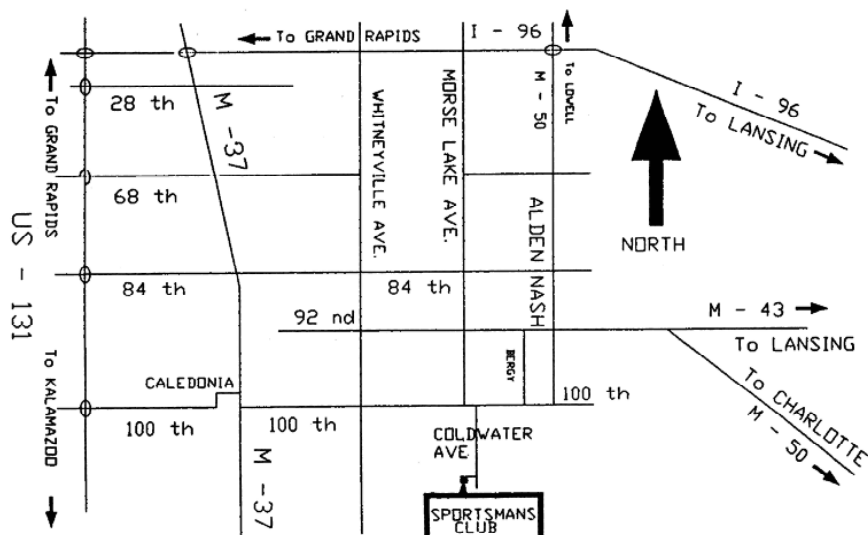 To GRAND RAPIDS
I - 96
To LOWELL
M - 50
I - 96
To LANSING
28 th
M - 37
WHITNEYVILLE AVE.
MORSE LAKE AVE.
To GRAND RAPIDS
68 th
ALDEN NASH
NORTH
US - 131
84 th
84 th
92 nd
M - 43
To LANSING
BERGY
To KALAMAZOO
CALEDONIA
100 th
To CHARLOTTE
M - 50
100 th
100 th
COLDWATER
AVE
M - 37
SPORTSMANS
CLUB